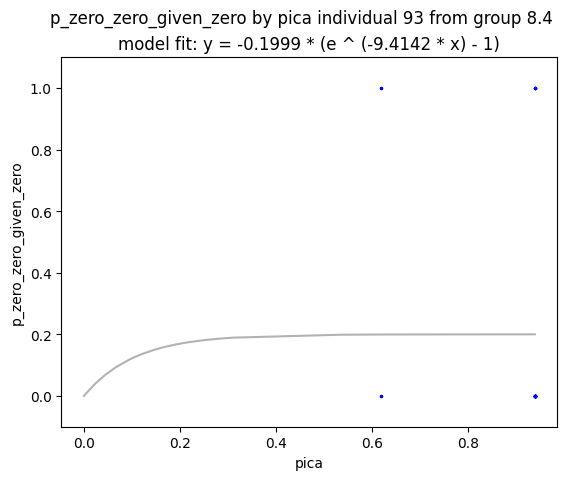 p_zero_zero_given_zero by pica individual 93 from group 8.4
model fit: y = -0.1999 * (e ^ (-9.4142 * x) - 1)
p_zero_zero_given_zero
1.0
0.8
0.6
0.4
0.2
0.0
0.0 0.2 0.4 0.6 0.8
pica